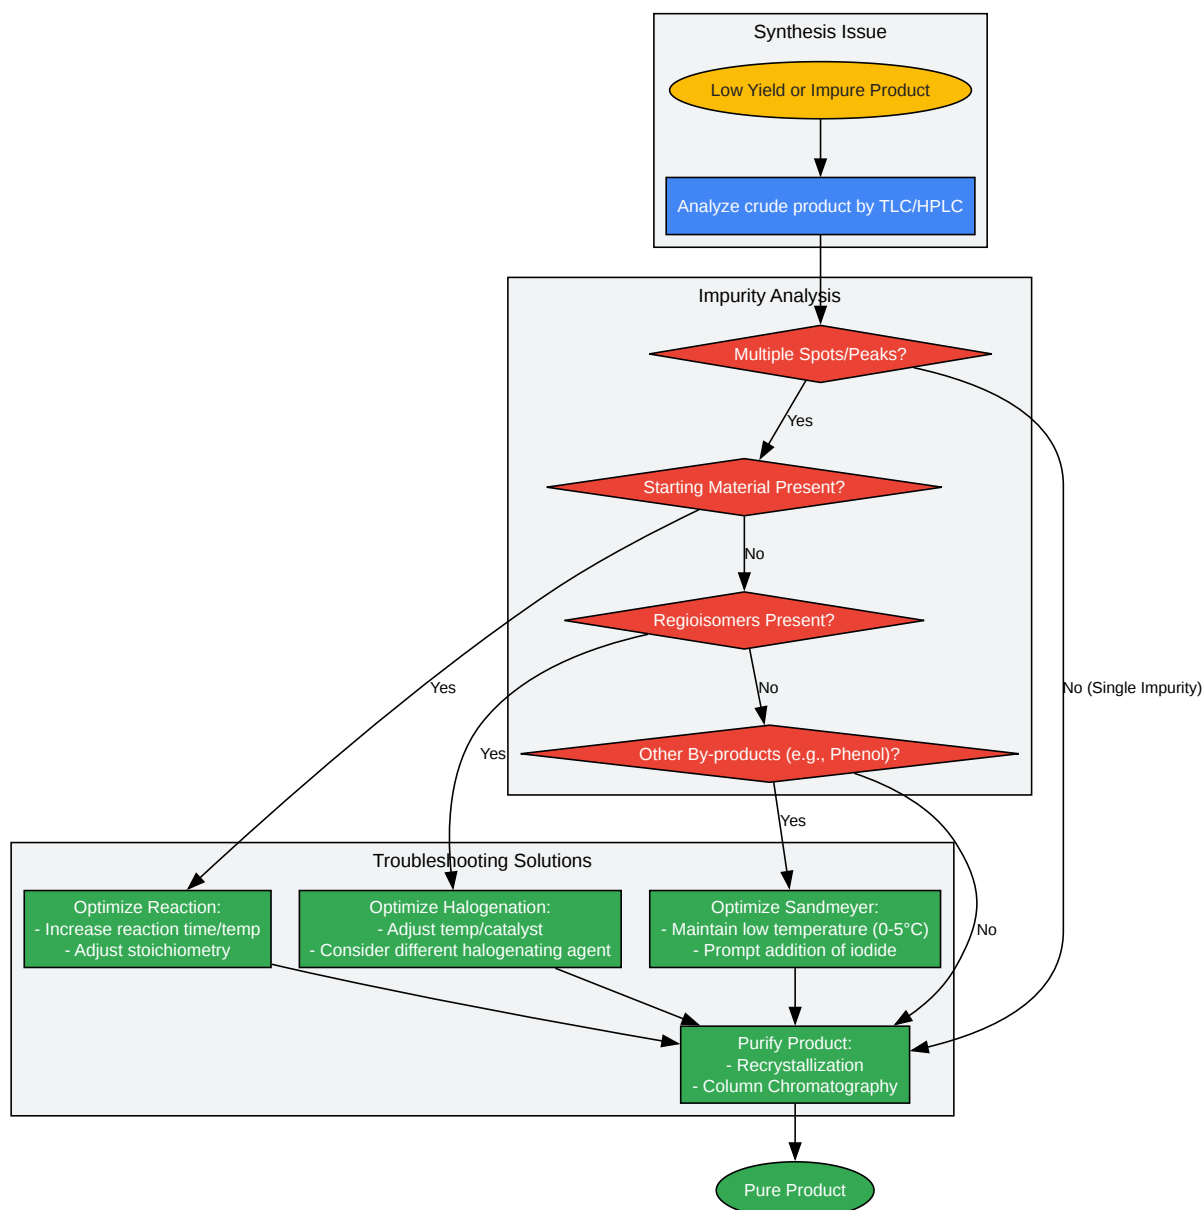 Synthesis Issue
Low Yield or Impure Product
Analyze crude product by TLC/HPLC
Impurity Analysis
Multiple Spots/Peaks?
Yes
Starting Material Present?
No
Regioisomers Present?
Yes
No
No (Single Impurity)
Yes
Other By-products (e.g., Phenol)?
Yes
Troubleshooting Solutions
Optimize Reaction:
- Increase reaction time/temp
- Adjust stoichiometry
Optimize Halogenation:
- Adjust temp/catalyst
- Consider different halogenating agent
Optimize Sandmeyer:
- Maintain low temperature (0-5°C)
- Prompt addition of iodide
No
Purify Product:
- Recrystallization
- Column Chromatography
Pure Product